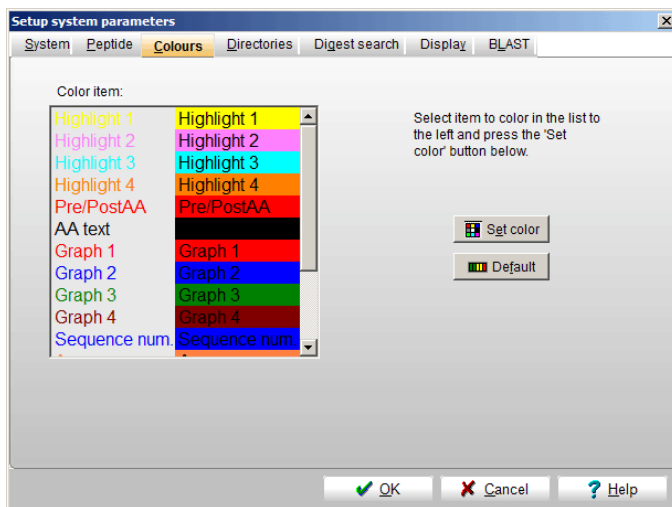 Setup system parameters
System Peptide Colours Directories Digest search Display BLAST
Color item:
Highlight 1 Highlight 1
Highlight 2 Highlight 2
Highlight 3 Highlight 3
Highlight 4 Highlight 4
Pre/PostAA Pre/PostAA
AA text
Graph 1 Graph 1
Graph 2 Graph 2
Graph 3 Graph 3
Graph 4 Graph 4
Sequence num. Sequence num.
Select item to color in the list to
the left and press the 'Set
color' button below.
Set color
Default
OK Cancel Help